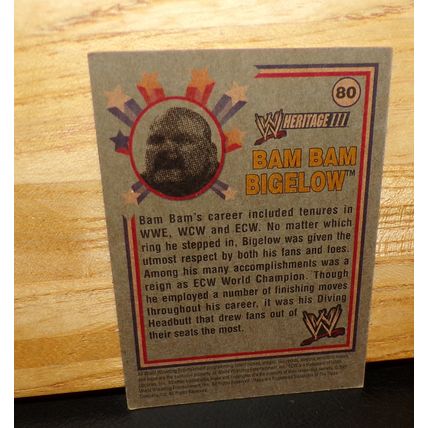 80
W HERITAGE III
BAM BAM
BIGELOW™
Bam Bam's career included tenures in
WWE, WCW and ECW. No matter which
ring he stepped in, Bigelow was given the
utmost respect by both his fans and foes.
Among his many accomplishments was a
reign as ECW World Champion. Though
he employed a number of finishing moves
throughout his career, it was his Diving
Headbutt that drew fans out of
their seats the most.
W